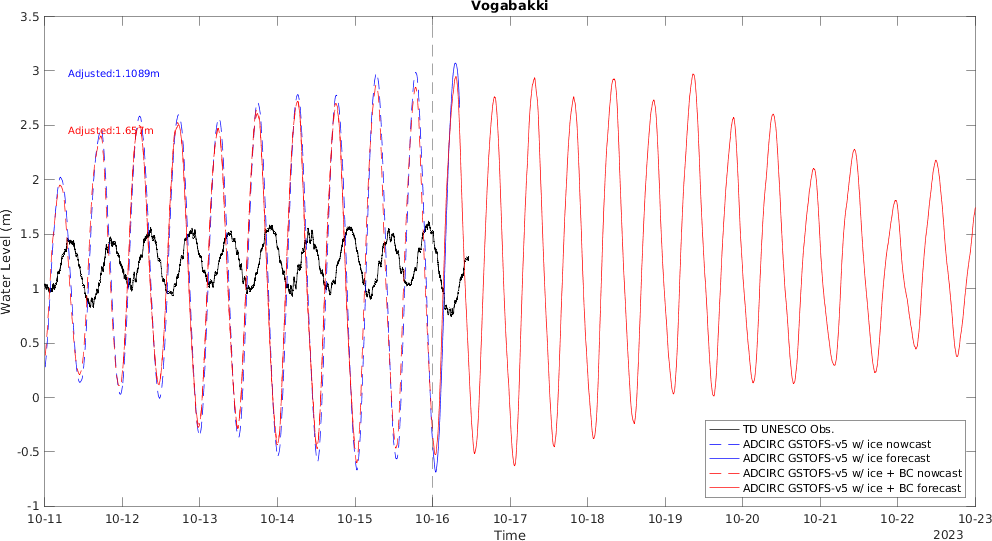 Vogabakki
3.5
3
2.5
2
1.5
1
0.5
0
-0.5
-1
Water Level (m)
Adjusted:1.1089m
Adjusted:1.657m
TD UNESCO Obs.
ADCIRC GSTOFS-v5 w/ ice nowcast
ADCIRC GSTOFS-v5 w/ ice forecast
ADCIRC GSTOFS-v5 w/ ice + BC nowcast
ADCIRC GSTOFS-v5 w/ ice + BC forecast
10-11 10-12 10-13 10-14 10-15 10-16 10-17 10-18 10-19 10-20 10-21 10-22 10-23
Time
2023